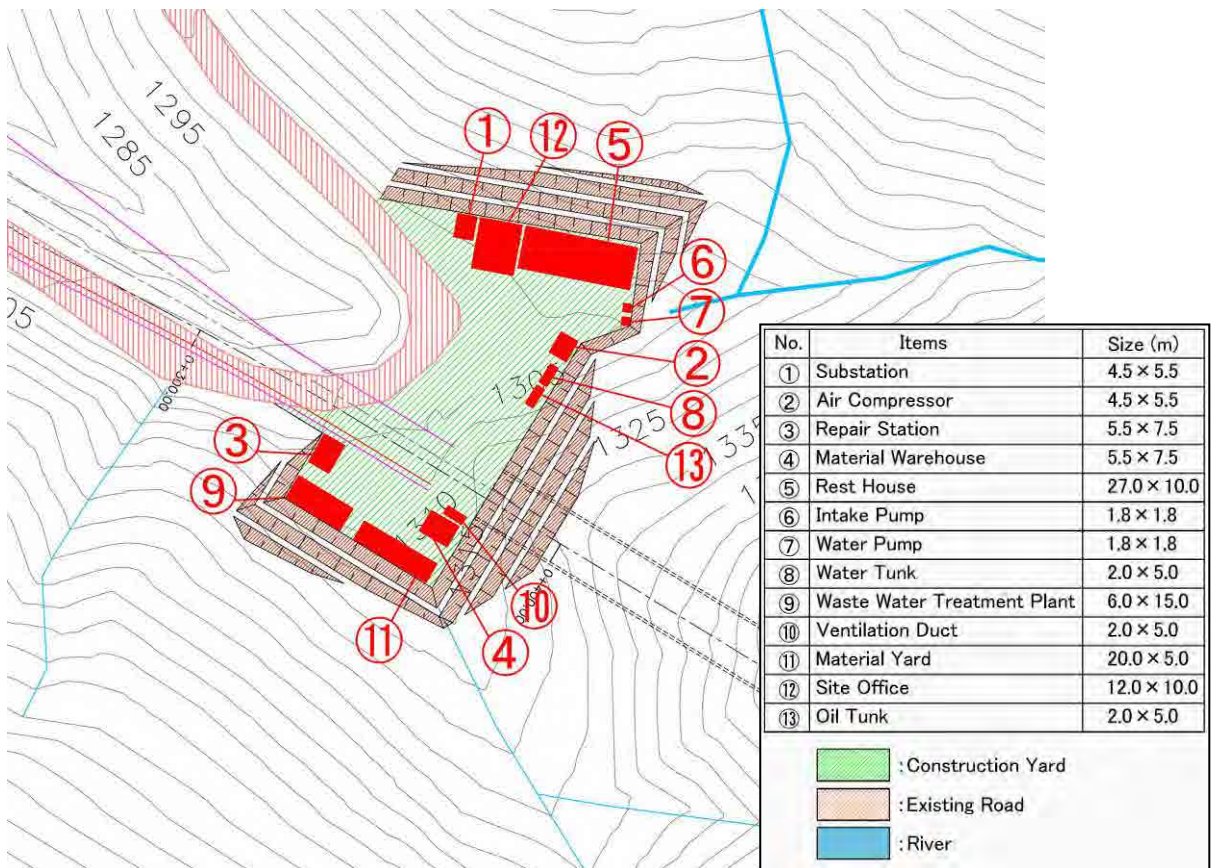 1295
1285
①
⑫
⑤
⑥
⑦
②
⑧
⑬
1325
1335
③
⑨
1310
0+300.00
⑩
④
⑪
No. Items Size (m)
① Substation 4.5 × 5.5
② Air Compressor 4.5 × 5.5
③ Repair Station 5.5 × 7.5
④ Material Warehouse 5.5 × 7.5
⑤ Rest House 27.0 × 10.0
⑥ Intake Pump 1.8 × 1.8
⑦ Water Pump 1.8 × 1.8
⑧ Water Tunk 2.0 × 5.0
⑨ Waste Water Treatment Plant 6.0 × 15.0
⑩ Ventilation Duct 2.0 × 5.0
⑪ Material Yard 20.0 × 5.0
⑫ Site Office 12.0 × 10.0
⑬ Oil Tunk 2.0 × 5.0
:Construction Yard
:Existing Road
:River